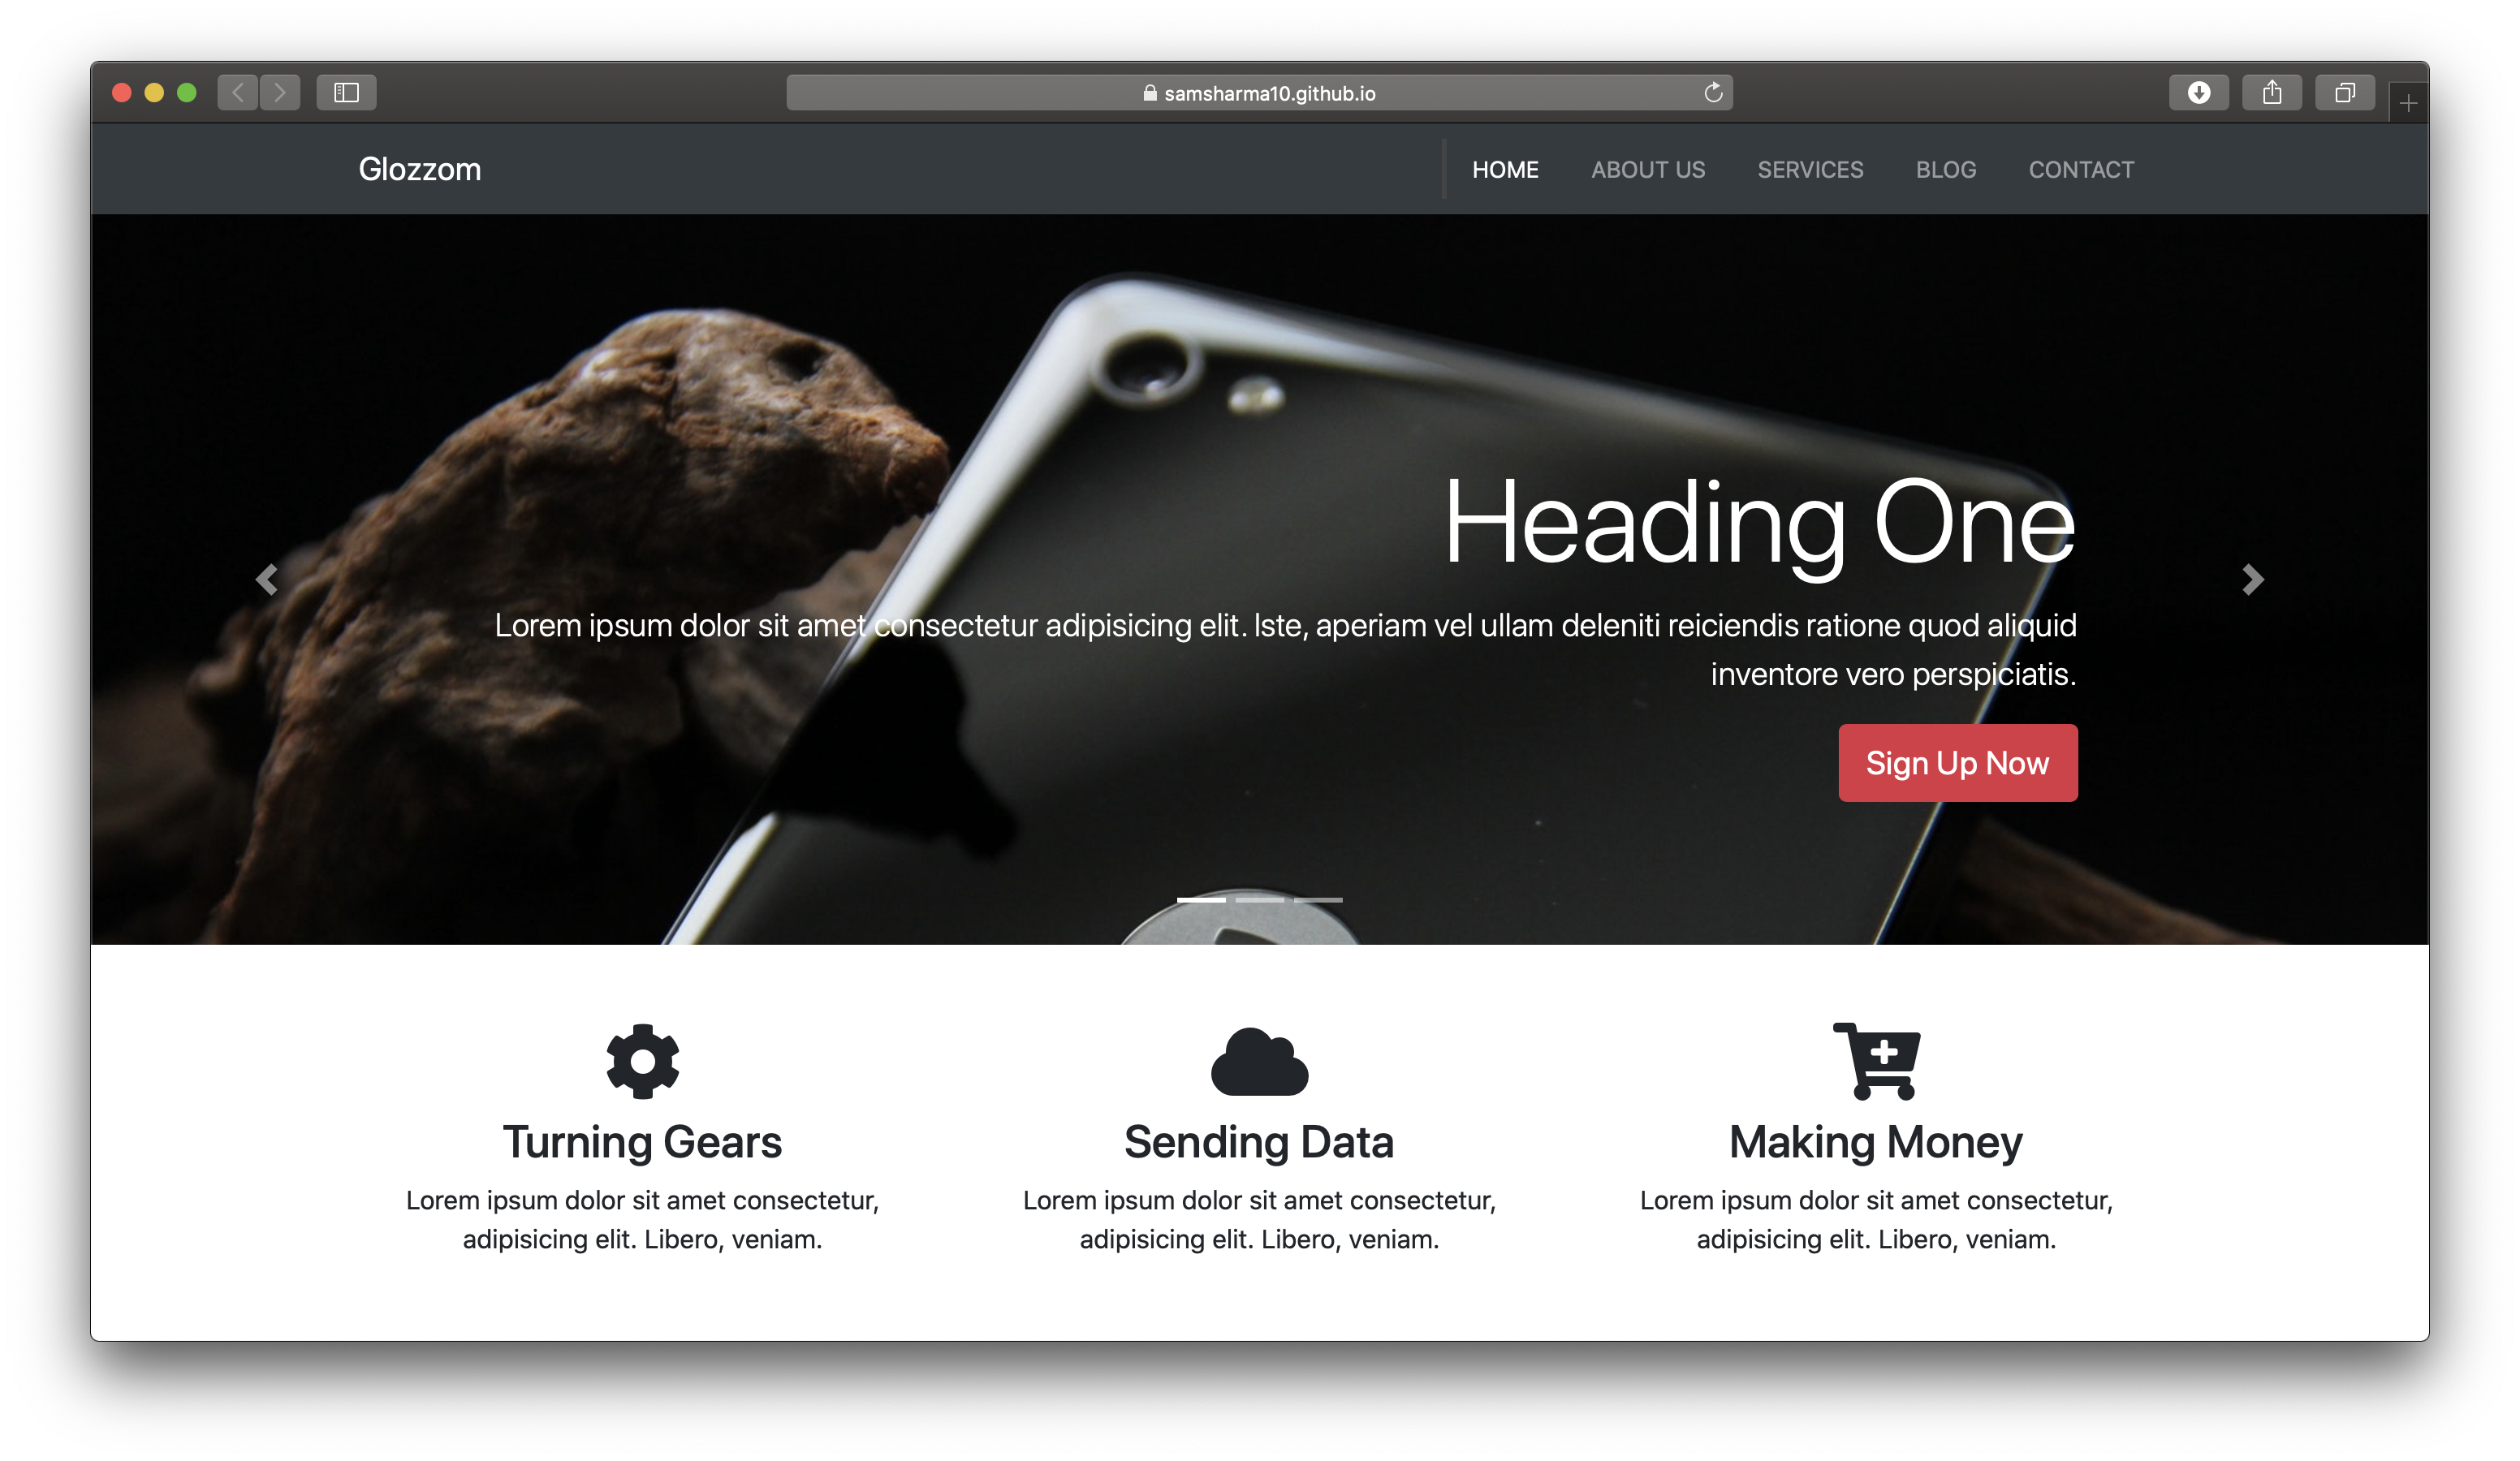 samsharma10.github.io
Glozzom
HOME ABOUT US SERVICES BLOG CONTACT
Heading One
Lorem ipsum dolor sit amet consectetur adipisicing elit. Iste, aperiam vel ullam deleniti reiciendis ratione quod aliquid
inventore vero perspiciatis.
Sign Up Now
Turning Gears
Lorem ipsum dolor sit amet consectetur,
adipisicing elit. Libero, veniam.
Sending Data
Lorem ipsum dolor sit amet consectetur,
adipisicing elit. Libero, veniam.
Making Money
Lorem ipsum dolor sit amet consectetur,
adipisicing elit. Libero, veniam.